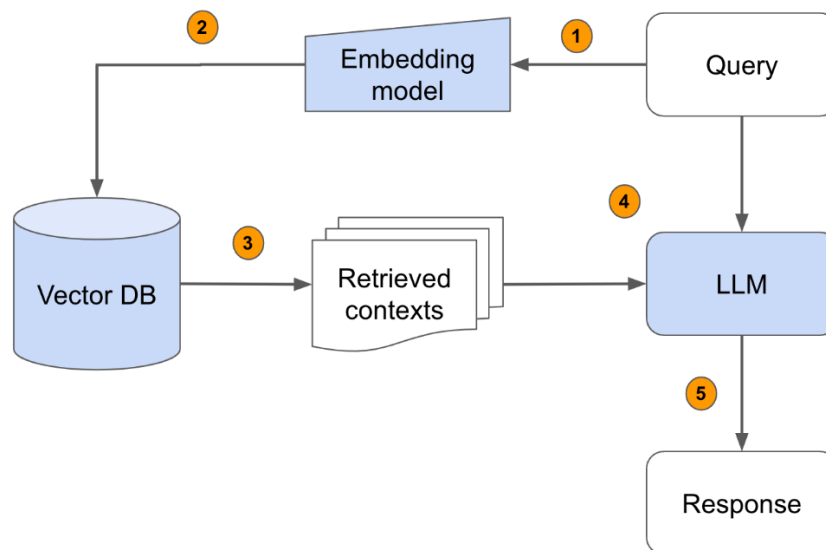 2
1
Embedding
model
Query
4
3
Vector DB
Retrieved
contexts
LLM
5
Response